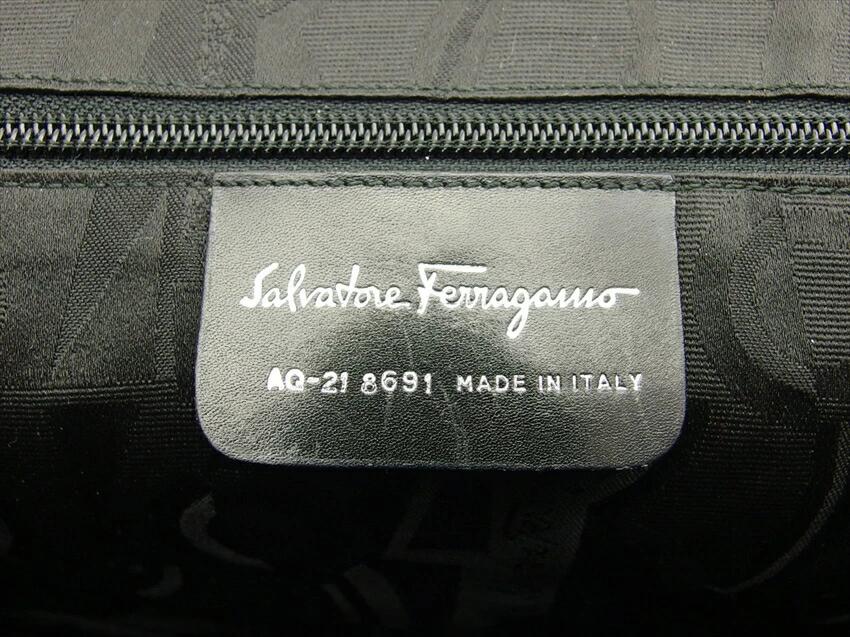 Salvatore Ferragamo
AQ-21 8691 MADE IN ITALY